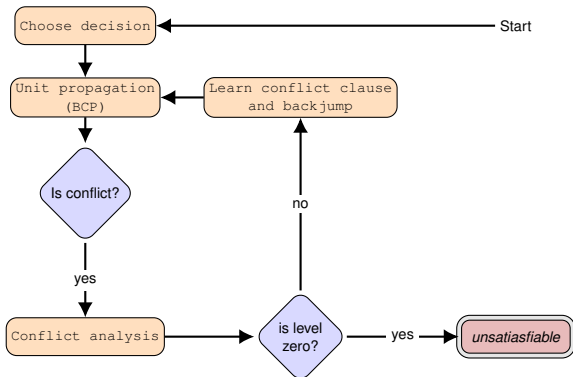 Choose decision
Start
Unit propagation
(BCP)
Learn conflict clause
and backjump
Is conflict?
no
yes
Conflict analysis
is level
zero?
yes
unsatiasfiable